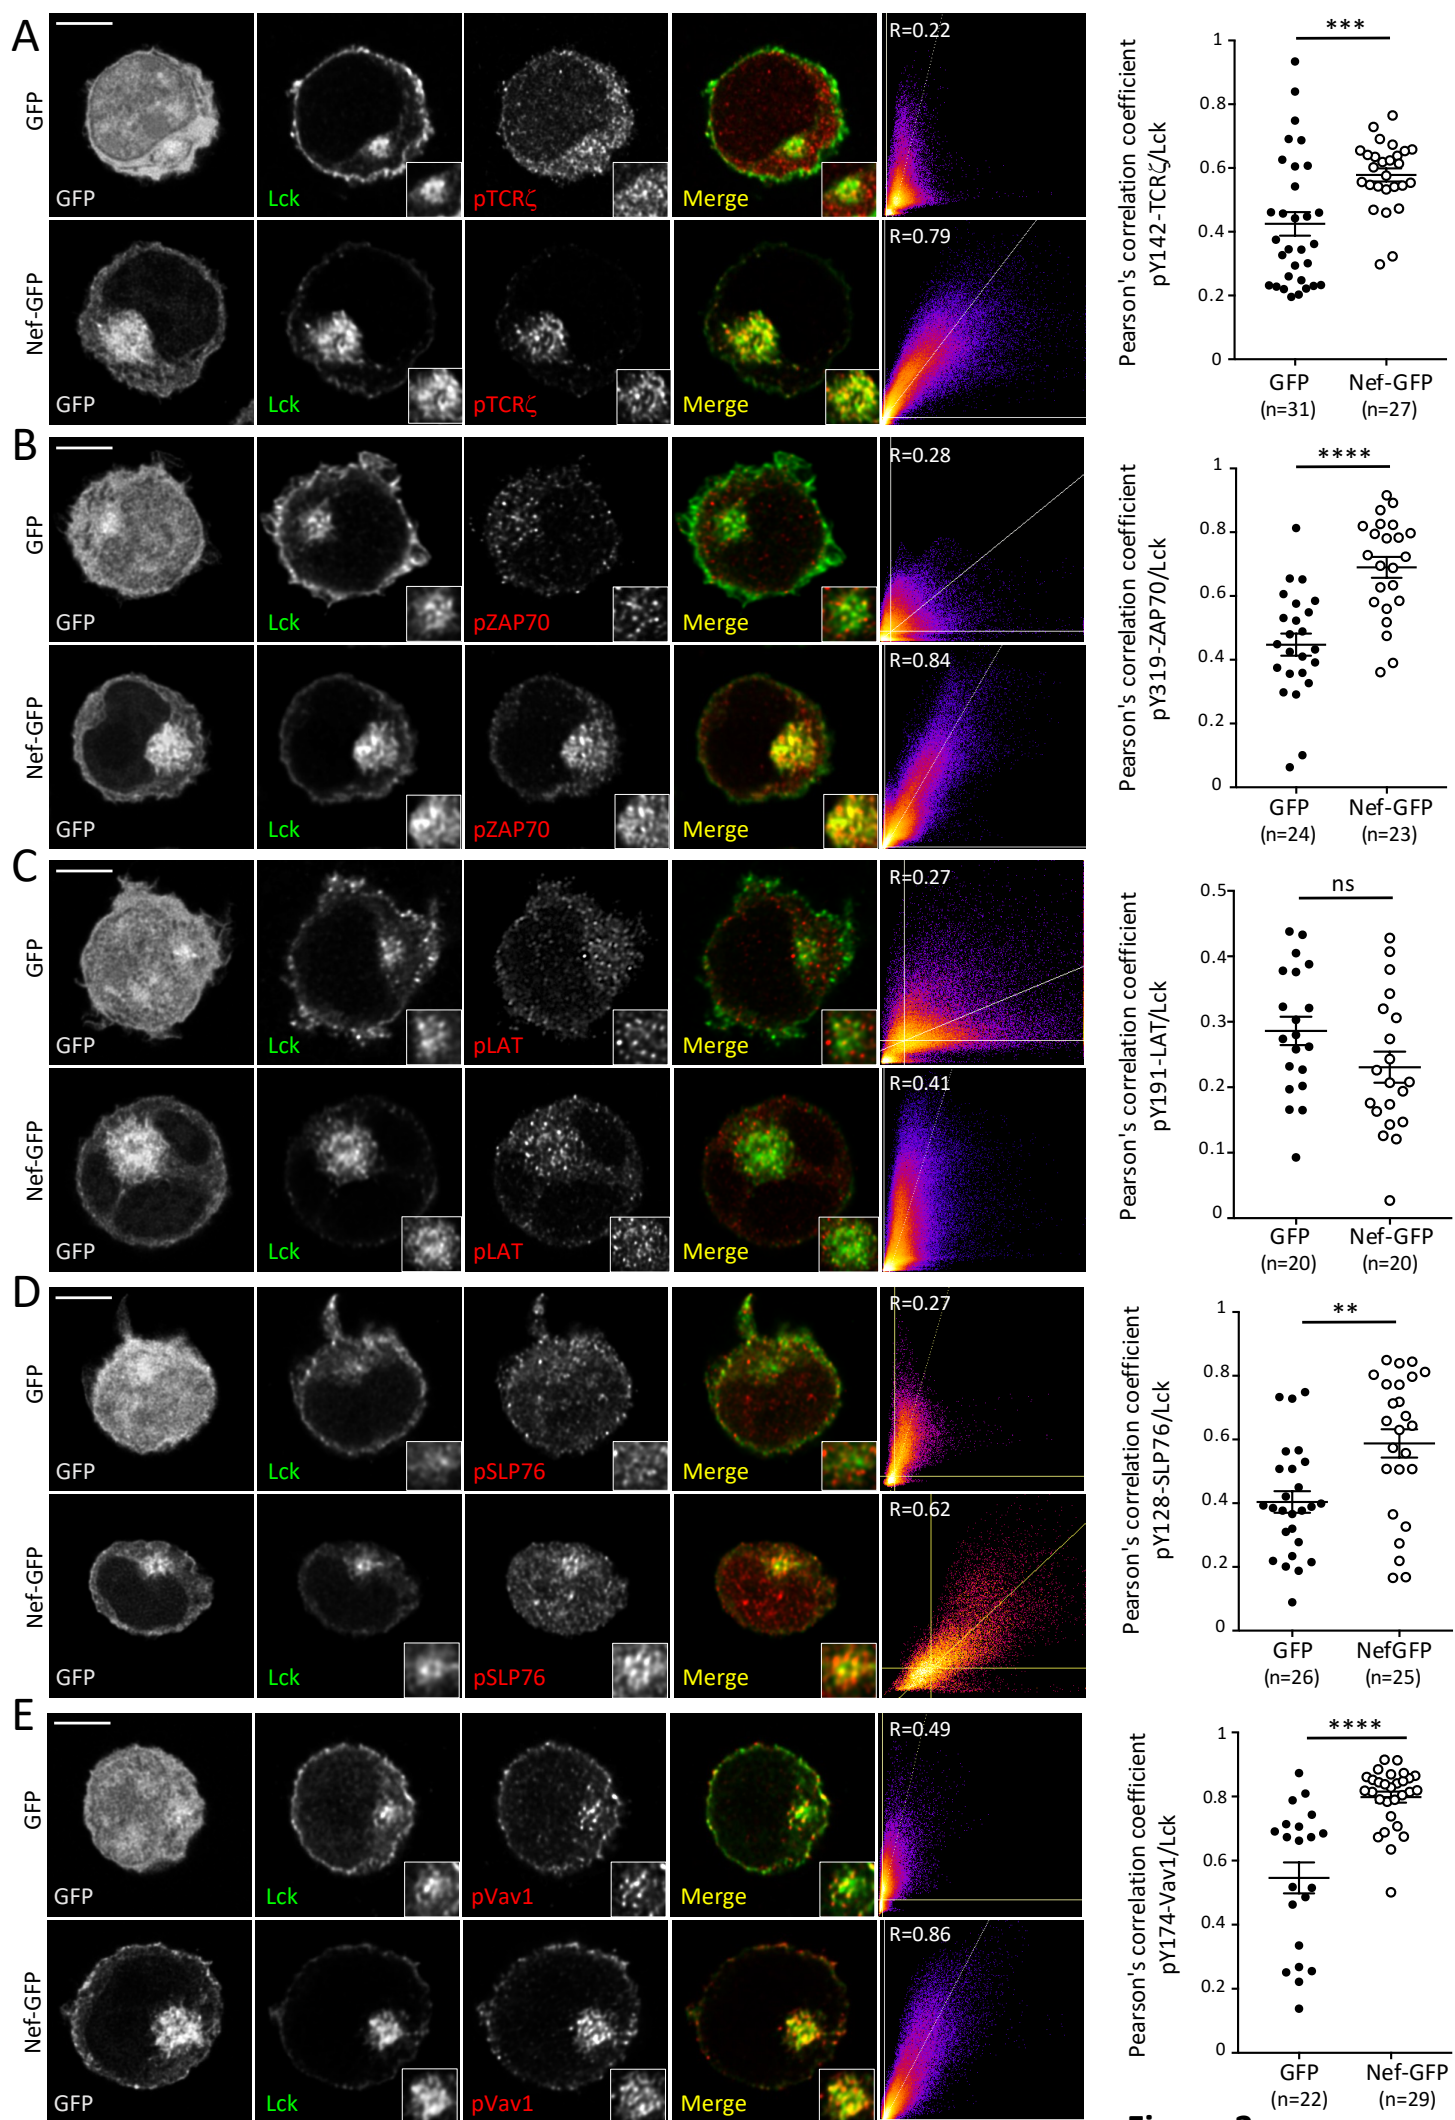 A
GFP
GFP
Lck
pTCRζ
Merge
R=0.22
Nef-GFP
GFP
Lck
pTCRζ
Merge
R=0.79
Pearson's correlation coefficient
pY142-TCRζ/Lck
***
1
0.8
0.6
0.4
0.2
0
GFP
Nef-GFP
(n=31)
(n=27)
B
GFP
GFP
Lck
pZAP70
Merge
R=0.28
Nef-GFP
GFP
Lck
pZAP70
Merge
R=0.84
Pearson's correlation coefficient
pY319-ZAP70/Lck
****
1
0.8
0.6
0.4
0.2
0
GFP
Nef-GFP
(n=24)
(n=23)
C
GFP
GFP
Lck
pLAT
Merge
R=0.27
Nef-GFP
GFP
Lck
pLAT
Merge
R=0.41
Pearson's correlation coefficient
pY191-LAT/Lck
ns
0.5
0.4
0.3
0.2
0.1
0
GFP
Nef-GFP
(n=20)
(n=20)
D
GFP
GFP
Lck
pSLP76
Merge
R=0.27
Nef-GFP
GFP
Lck
pSLP76
Merge
R=0.62
Pearson's correlation coefficient
pY128-SLP76/Lck
**
1
0.8
0.6
0.4
0.2
0
GFP
NefGFP
(n=26)
(n=25)
E
GFP
GFP
Lck
pVav1
Merge
R=0.49
Nef-GFP
GFP
Lck
pVav1
Merge
R=0.86
Pearson's correlation coefficient
pY174-Vav1/Lck
****
1
0.8
0.6
0.4
0.2
0
GFP
Nef-GFP
(n=22)
(n=29)